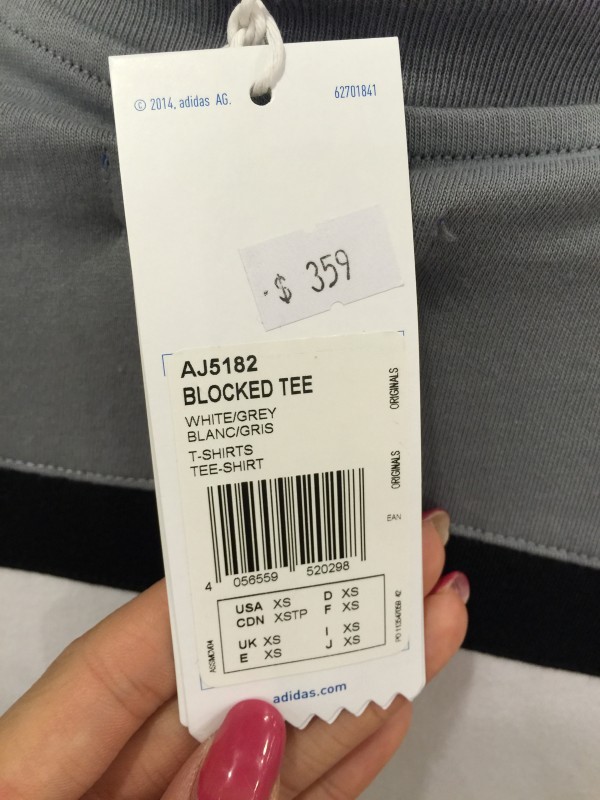 © 2014, adidas AG.
62701841
$ 359
AJ5182
BLOCKED TEE
WHITE/GREY
BLANC/GRIS
T-SHIRTS
TEE-SHIRT
ORIGINALS
ORIGINALS
EAN
4 056559 520298
USA XS D XS
CDN XSTP F XS
UK XS I XS
E XS J XS
adidas.com